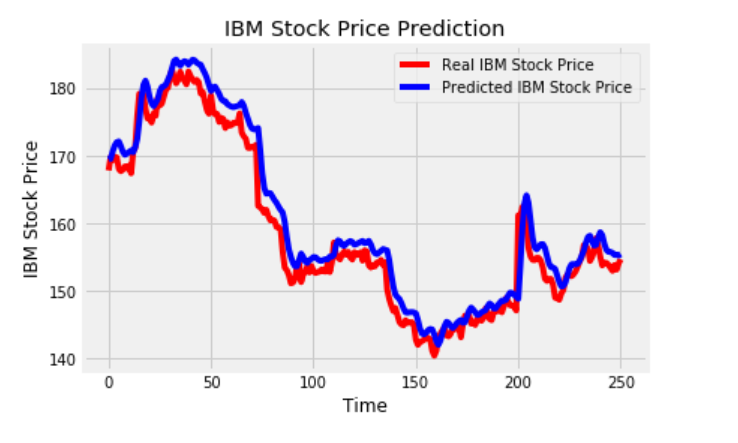 IBM Stock Price Prediction
Real IBM Stock Price
Predicted IBM Stock Price
IBM Stock Price
180
170
160
150
140
0 50 100 150 200 250
Time